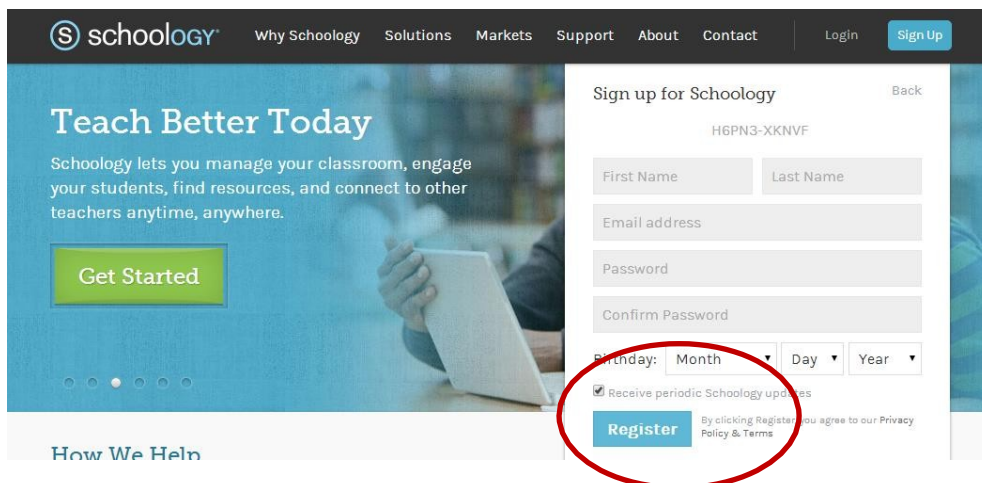 S schoology Why Schoology Solutions Markets Support About Contact Login Sign Up
Teach Better Today
Schoology lets you manage your classroom, engage
your students, find resources, and connect to other
teachers anytime, anywhere.
Get Started
How We Help
Sign up for Schoology Back
H6PN3-XKNVF
First Name Last Name
Email address
Password
Confirm Password
Birthday: Month Day Year
Receive periodic Schoology updates
Register By clicking Register you agree to our Privacy
Policy & Terms